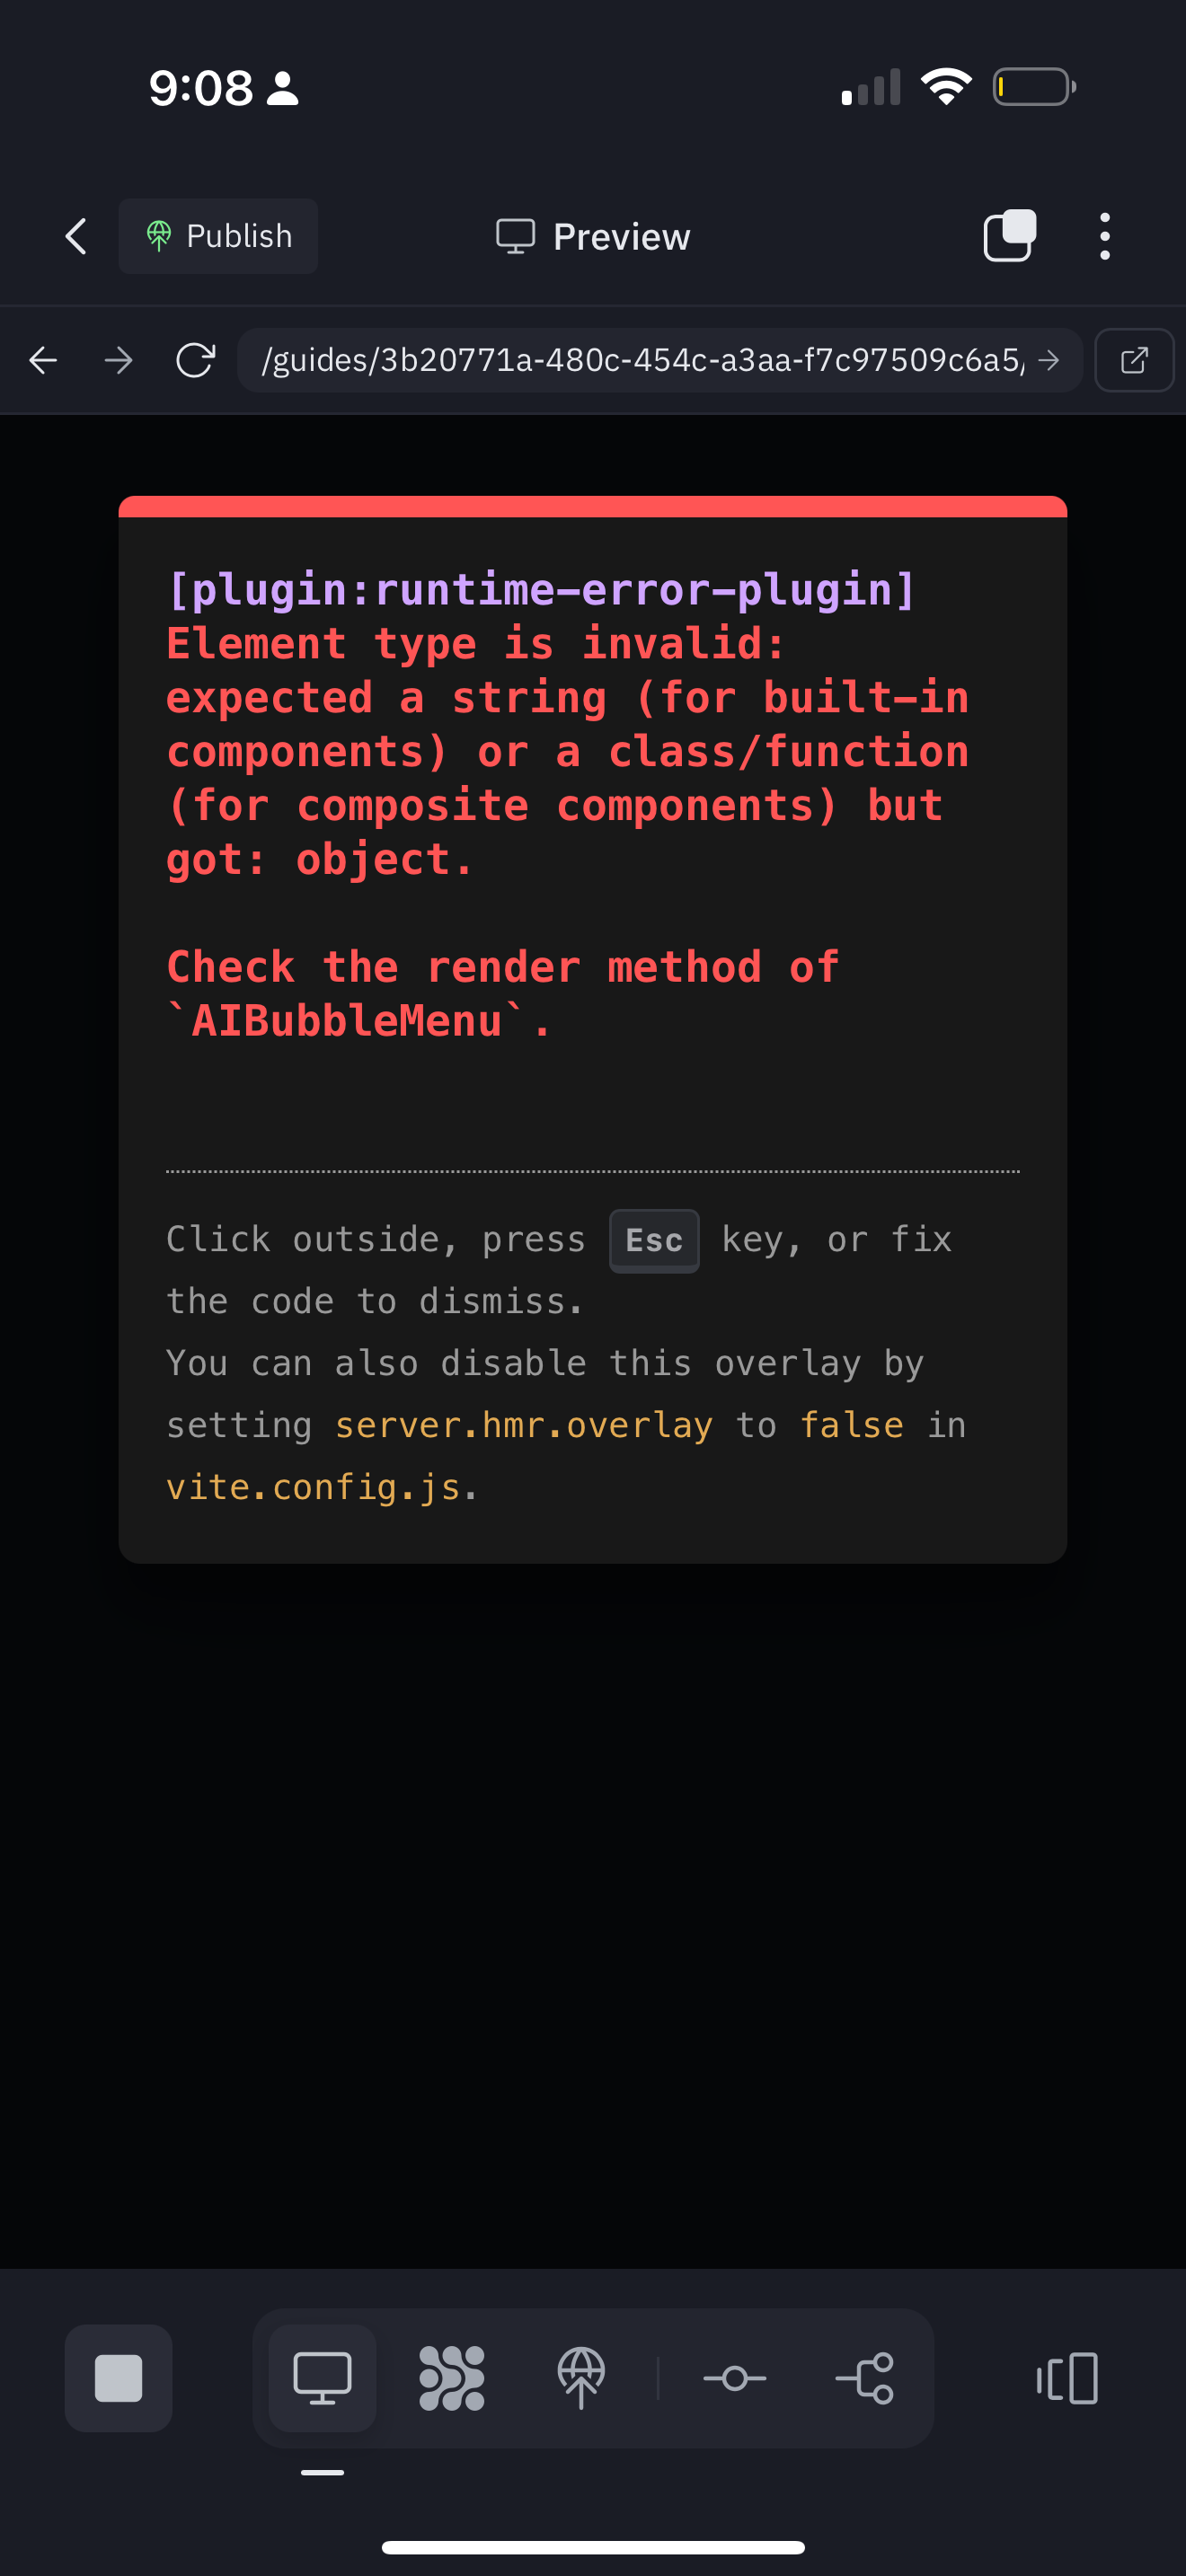 9:08
Publish
Preview
/guides/3b20771a-480c-454c-a3aa-f7c97509c6a5/
[plugin:runtime-error-plugin]
Element type is invalid:
expected a string (for built-in
components) or a class/function
(for composite components) but
got: object.
Check the render method of
`AIBubbleMenu`.
Click outside, press Esc key, or fix
the code to dismiss.
You can also disable this overlay by
setting server.hmr.overlay to false in
vite.config.js.